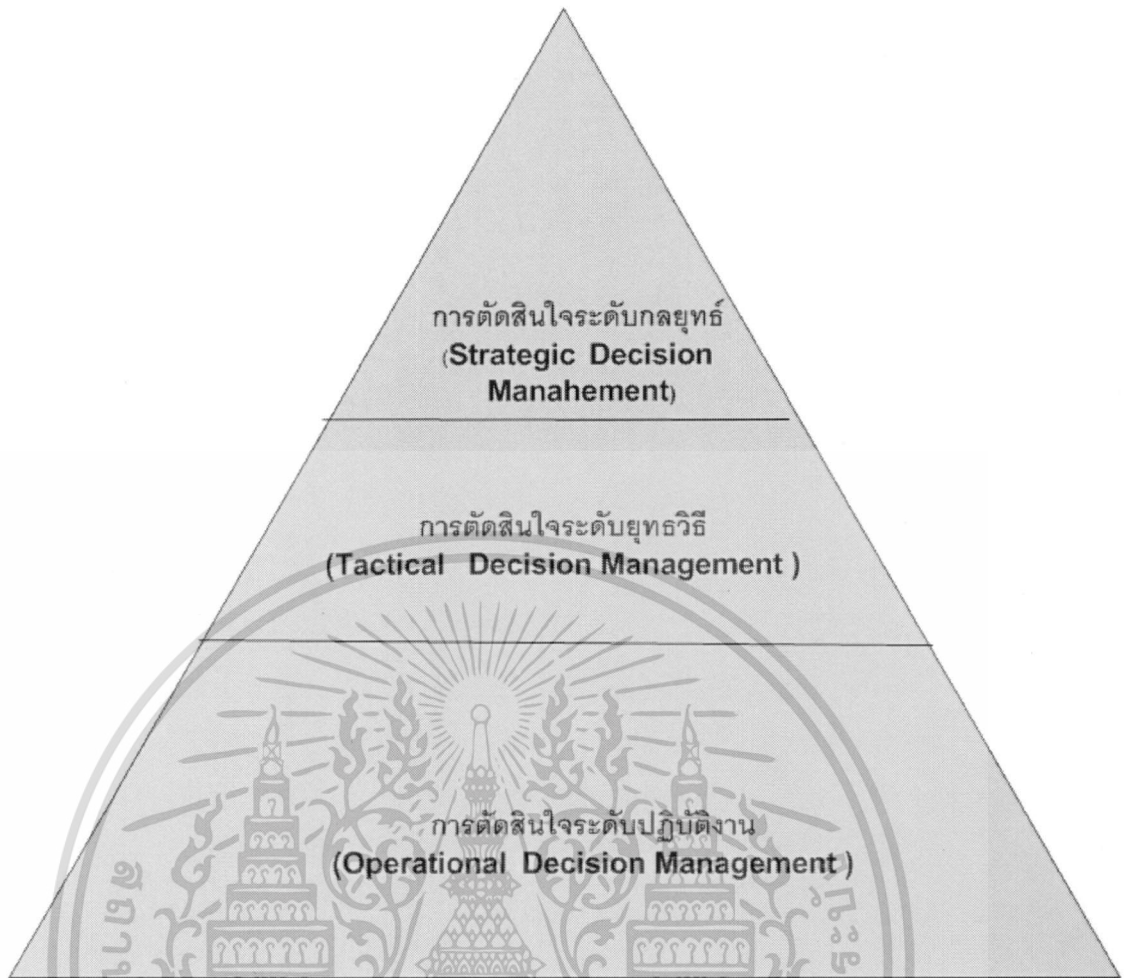 การตัดสินใจระดับกลยุทธ์
(Strategic Decision
Manahement)
การตัดสินใจระดับยุทธวิธี
(Tactical Decision Management )
การตัดสินใจระดับปฏิบัติงาน
(Operational Decision Management )